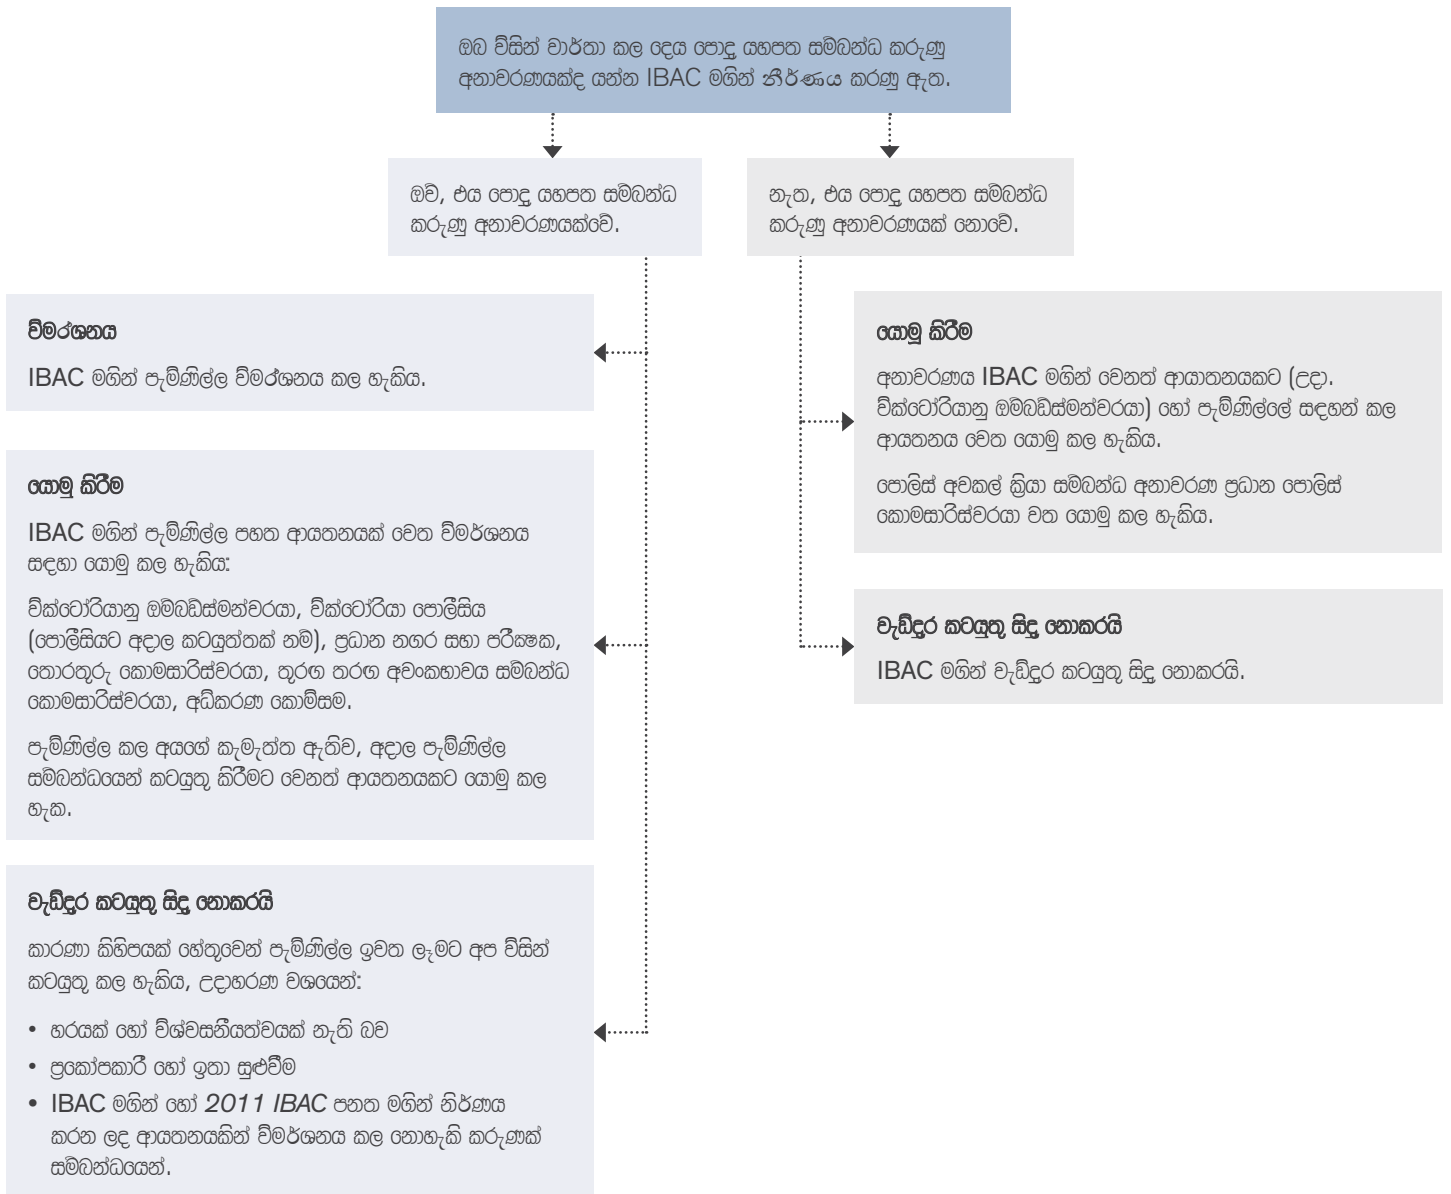 ඔබ විසින් වාර්තා කල දෙය පොදු යහපත සම්බන්ධ කරුණු
අනාවරණයක්ද යන්න IBAC මගින් නීර්ණය කරණු ඇත.
ඔව්, එය පොදු යහපත සම්බන්ධ
කරුණු අනාවරණයක්වේ.
නැත, එය පොදු යහපත සම්බන්ධ
කරුණු අනාවරණයක් නොවේ.
විමර්ශනය
IBAC මගින් පැමිණිල්ල විමර්ශනය කල හැකිය.
යොමු කිරීම
IBAC මගින් පැමිණිල්ල පහත ආයතනයක් වෙත විමර්ශනය
සඳහා යොමු කල හැකිය:
වික්ටෝරියානු ඔම්බඩ්ස්මන්වරයා, වික්ටෝරියා පොලීසිය
(පොලීසියට අදාල කටයුත්තක් නම්), ප්‍රධාන නගර සභා පරීක්‍ෂක,
තොරතුරු කොමසාරිස්වරයා, තුරඟ තරඟ අවංකභාවය සම්බන්ධ
කොමසාරිස්වරයා, අධිකරණ කොමිසම.
පැමිණිල්ල කල අයගේ කැමැත්ත ඇතිව, අදාල පැමිණිල්ල
සම්බන්ධයෙන් කටයුතු කිරීමට වෙනත් ආයතනයකට යොමු කල
හැක.
වැඩිදුර කටයුතු සිදු නොකරයි
කාරණා කිහිපයක් හේතුවෙන් පැමිණිල්ල ඉවත ලෑමට අප විසින්
කටයුතු කල හැකිය, උදාහරණ වශයෙන්:
• හරයක් හෝ විශ්වසනීයත්වයක් නැති බව
• ප්‍රකෝපකාරී හෝ ඉතා සුළුවීම
• IBAC මගින් හෝ 2011 IBAC පනත මගින් නිර්ණය
කරන ලද ආයතනයකින් විමර්ශනය කල නොහැකි කරුණක්
සම්බන්ධයෙන්.
යොමු කිරීම
අනාවරණය IBAC මගින් වෙනත් ආයාතනයකට (උදා.
වික්ටෝරියානු ඔම්බඩ්ස්මන්වරයා) හෝ පැමිණිල්ලේ සඳහන් කල
ආයතනය වෙත යොමු කල හැකිය.
පොලිස් අවකල් ක්‍රියා සම්බන්ධ අනාවරණ ප්‍රධාන පොලිස්
කොමසාරිස්වරයා වත යොමු කල හැකිය.
වැඩිදුර කටයුතු සිදු නොකරයි
IBAC මගින් වැඩිදුර කටයුතු සිදු නොකරයි.